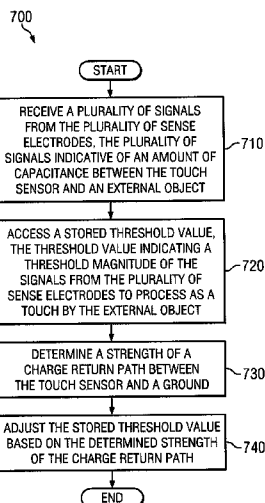 700
START
RECEIVE A PLURALITY OF SIGNALS
FROM THE PLURALITY OF SENSE
ELECTRODES, THE PLURALITY OF
SIGNALS INDICATIVE OF AN AMOUNT OF
CAPACITANCE BETWEEN THE TOUCH
SENSOR AND AN EXTERNAL OBJECT
710
ACCESS A STORED THRESHOLD VALUE,
THE THRESHOLD VALUE INDICATING A
THRESHOLD MAGNITUDE OF THE
SIGNALS FROM THE PLURALITY OF
SENSE ELECTRODES TO PROCESS AS A
TOUCH BY THE EXTERNAL OBJECT
720
DETERMINE A STRENGTH OF A
CHARGE RETURN PATH BETWEEN
THE TOUCH SENSOR AND A GROUND
730
ADJUST THE STORED THRESHOLD VALUE
BASED ON THE DETERMINED STRENGTH
OF THE CHARGE RETURN PATH
740
END